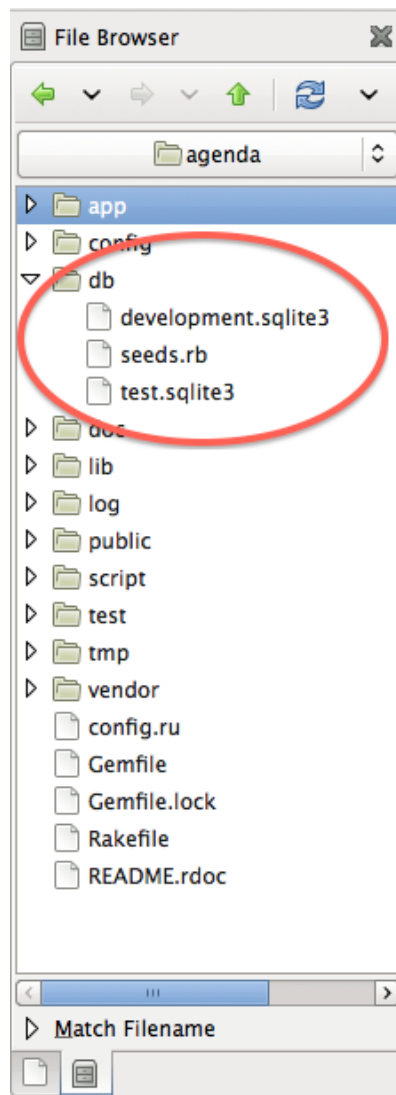 File Browser
agenda
app
config
db
development.sqlite3
seeds.rb
test.sqlite3
doc
lib
log
public
script
test
tmp
vendor
config.ru
Gemfile
Gemfile.lock
Rakefile
README.rdoc
Match Filename